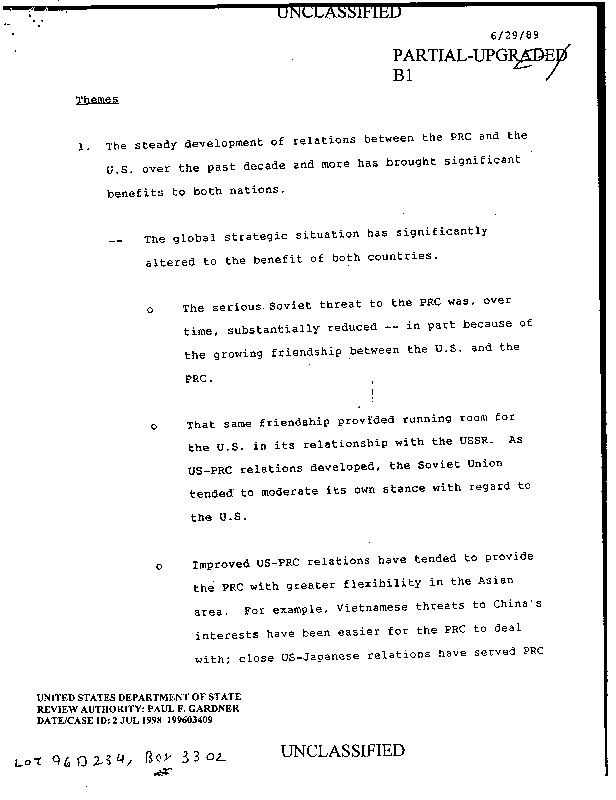 UNCLASSIFIED
6/29/89
PARTIAL-UPGRADED
B1
Themes
1. The steady development of relations between the PRC and the
U.S. over the past decade and more has brought significant
benefits to both nations.
-- The global strategic situation has significantly
altered to the benefit of both countries.
o The serious Soviet threat to the PRC was, over
time, substantially reduced -- in part because of
the growing friendship between the U.S. and the
PRC.
o That same friendship provided running room for
the U.S. in its relationship with the USSR. As
US-PRC relations developed, the Soviet Union
tended to moderate its own stance with regard to
the U.S.
o Improved US-PRC relations have tended to provide
the PRC with greater flexibility in the Asian
area. For example, Vietnamese threats to China's
interests have been easier for the PRC to deal
with; close US-Japanese relations have served PRC
UNITED STATES DEPARTMENT OF STATE
REVIEW AUTHORITY: PAUL F. GARDNER
DATE/CASE ID: 2 JUL 1998 199603409
UNCLASSIFIED
LOT 96D234, Box 3302